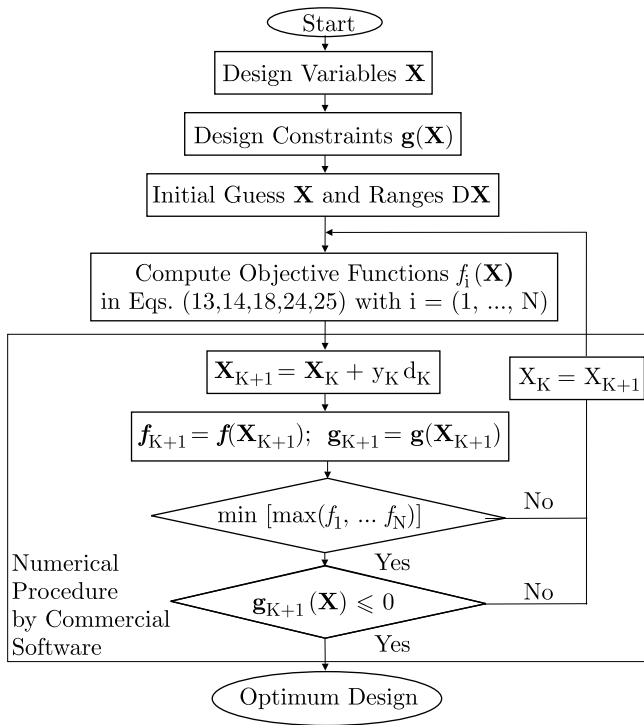 Start
Design Variables X
Design Constraints g(X)
Initial Guess X and Ranges DX
Compute Objective Functions f_i(X)
in Eqs. (13,14,18,24,25) with i = (1, ..., N)
X_K+1 = X_K + y_K d_K
X_K = X_K+1
f_K+1 = f(X_K+1); g_K+1 = g(X_K+1)
min [max(f_1, ... f_N)]
No
Yes
Numerical
Procedure
by Commercial
Software
g_K+1 (X) ⩽ 0
No
Yes
Optimum Design